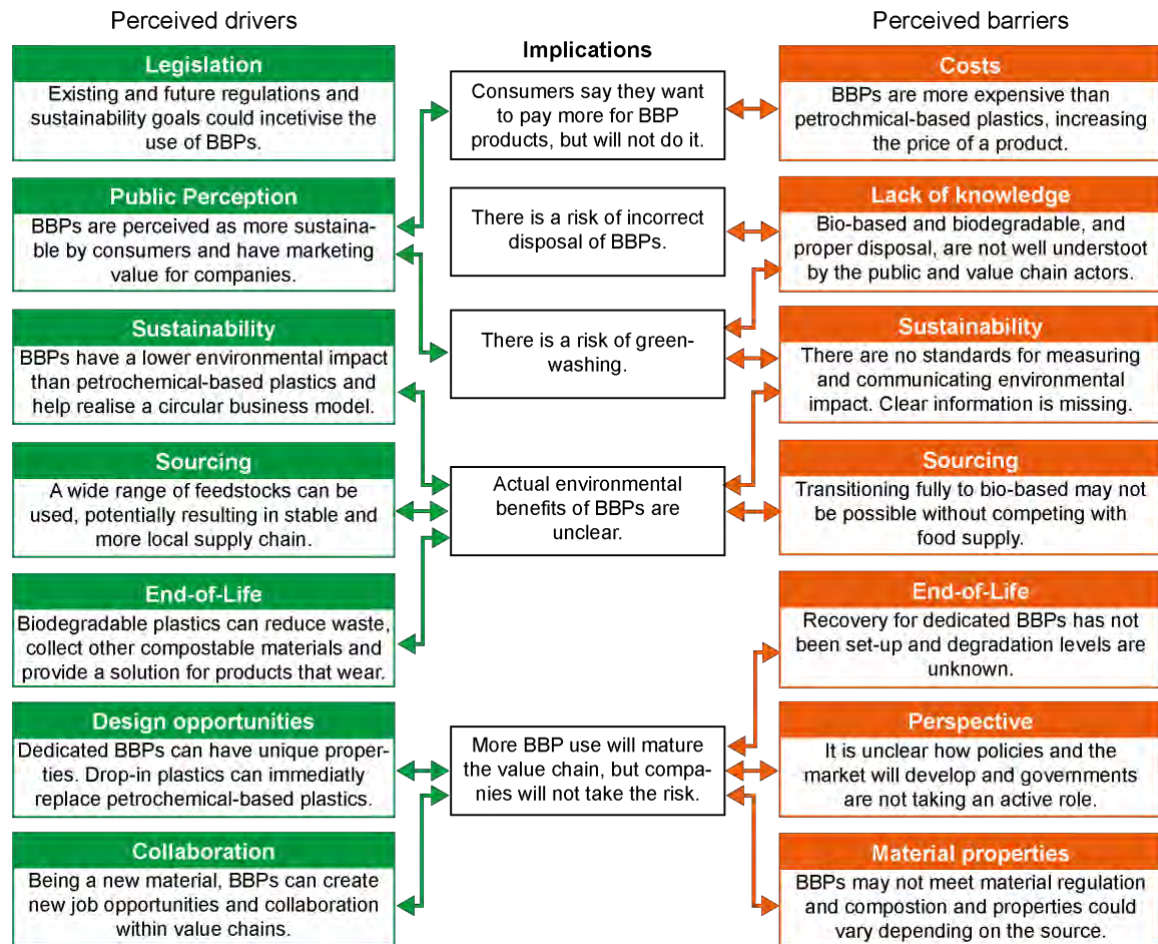 Perceived drivers
Legislation
Existing and future regulations and
sustainability goals could incetivise the
use of BBPs.
Public Perception
BBPs are perceived as more sustaina-
ble by consumers and have marketing
value for companies.
Sustainability
BBPs have a lower environmental impact
than petrochemical-based plastics and
help realise a circular business model.
Sourcing
A wide range of feedstocks can be
used, potentially resulting in stable and
more local supply chain.
End-of-Life
Biodegradable plastics can reduce waste,
collect other compostable materials and
provide a solution for products that wear.
Design opportunities
Dedicated BBPs can have unique proper-
ties. Drop-in plastics can immediatly
replace petrochemical-based plastics.
Collaboration
Being a new material, BBPs can create
new job opportunities and collaboration
within value chains.
Implications
Consumers say they want
to pay more for BBP
products, but will not do it.
There is a risk of incorrect
disposal of BBPs.
There is a risk of green-
washing.
Actual environmental
benefits of BBPs are
unclear.
More BBP use will mature
the value chain, but compa-
nies will not take the risk.
Perceived barriers
Costs
BBPs are more expensive than
petrochmical-based plastics, increasing
the price of a product.
Lack of knowledge
Bio-based and biodegradable, and
proper disposal, are not well understoot
by the public and value chain actors.
Sustainability
There are no standards for measuring
and communicating environmental
impact. Clear information is missing.
Sourcing
Transitioning fully to bio-based may not
be possible without competing with
food supply.
End-of-Life
Recovery for dedicated BBPs has not
been set-up and degradation levels are
unknown.
Perspective
It is unclear how policies and the
market will develop and governments
are not taking an active role.
Material properties
BBPs may not meet material regulation
and compostion and properties could
vary depending on the source.